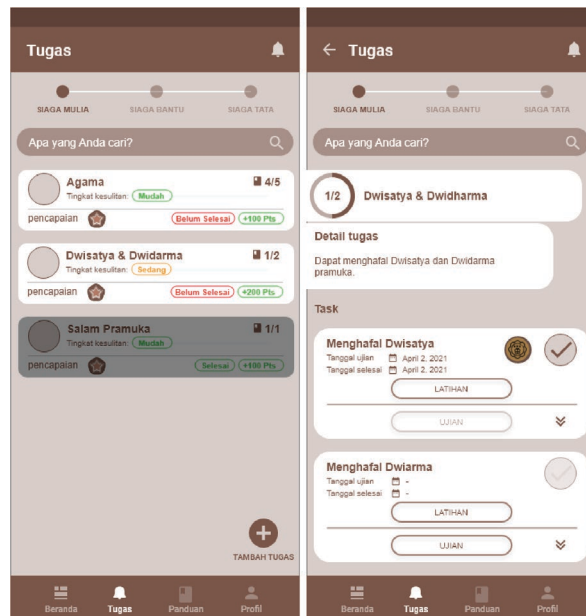 Tugas
SIAGA MULIA SIAGA BANTU SIAGA TATA
Apa yang Anda cari?
Agama 4/5
Tingkat kesulitan: Mudah
pencapaian Belum Selesai +100 Pts
Dwisatya & Dwidarma 1/2
Tingkat kesulitan: Sedang
pencapaian Belum Selesai +200 Pts
Salam Pramuka 1/1
Tingkat kesulitan: Mudah
pencapaian Selesai +100 Pts
TAMBAH TUGAS
Beranda Tugas Panduan Profil
Tugas
SIAGA MULIA SIAGA BANTU SIAGA TATA
Apa yang Anda cari?
1/2 Dwisatya & Dwidharma
Detail tugas
Dapat menghafal Dwisatya dan Dwidarma
pramuka.
Task
Menghafal Dwisatya
Tanggal ujian April 2, 2021
Tanggal selesai April 2, 2021
LATIHAN
UJIAN
Menghafal Dwiarma
Tanggal ujian -
Tanggal selesai -
LATIHAN
UJIAN
Beranda Tugas Panduan Profil